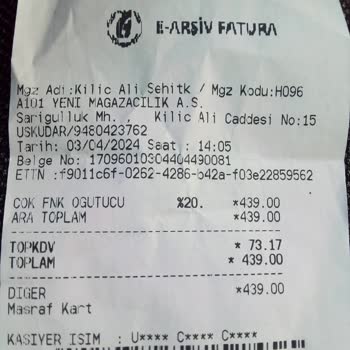 E-ARŞİV FATURA
Mgz Adı:Kilic Ali Sehitk / Mgz Kodu:H096
A101 YENI MAGAZACILIK A.S.
Sarigulluk Mh. , Kilic Ali Caddesi No:15
USKUDAR/9480423762
Tarih: 03/04/2024 Saat : 14:05
Belge No: 17096010304404490081
ETTN :f9011c6f-0262-4286-b42a-f03e22859562
COK FNK OGUTUCU %20. *439.00
ARA TOPLAM *439.00
TOPKDV * 73.17
TOPLAM * 439.00
DIGER *439.00
Masraf Kart
KASIYER ISIM : U**** C**** C****